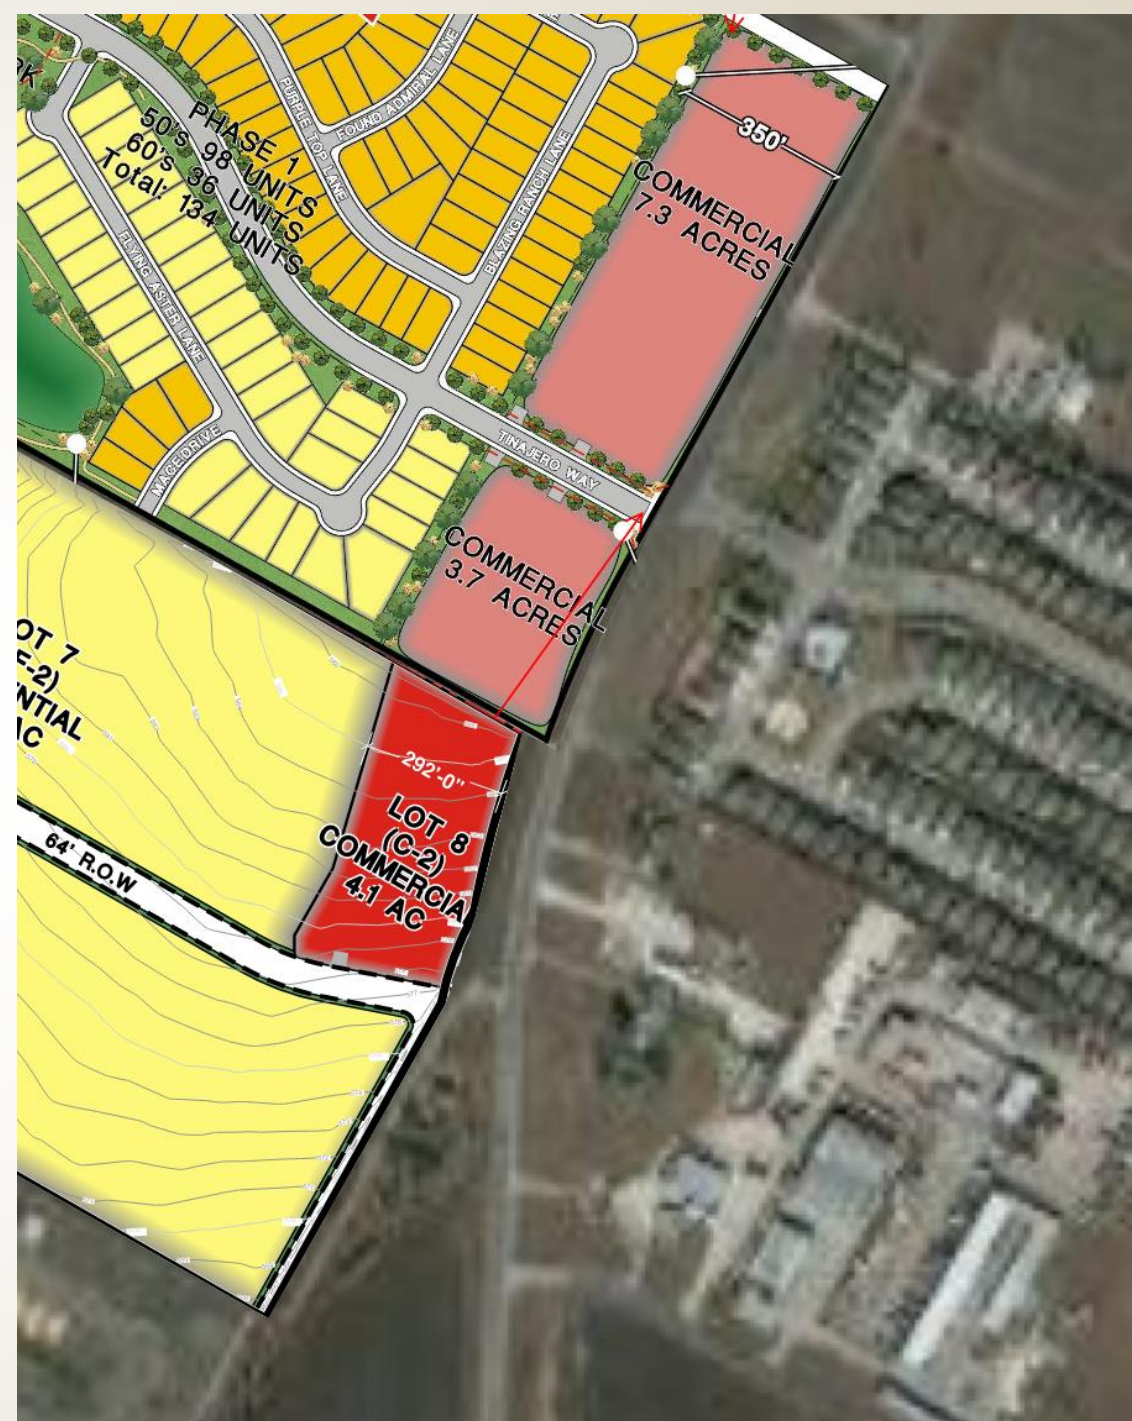 RK
PHASE 1
50's 98 UNITS
60's 36 UNITS
Total: 134 UNITS
PURPLE TOP LANE
FOUND ADMIRAL LANE
BLAZING RANCH LANE
FLYING ASTER LANE
MACE DRIVE
TINAJERO WAY
350'
COMMERCIAL
7.3 ACRES
COMMERCIAL
3.7 ACRES
OT 7
F-2)
NTIAL
AC
292'-0"
LOT 8
(C-2)
COMMERCIA
4.1 AC
64' R.O.W